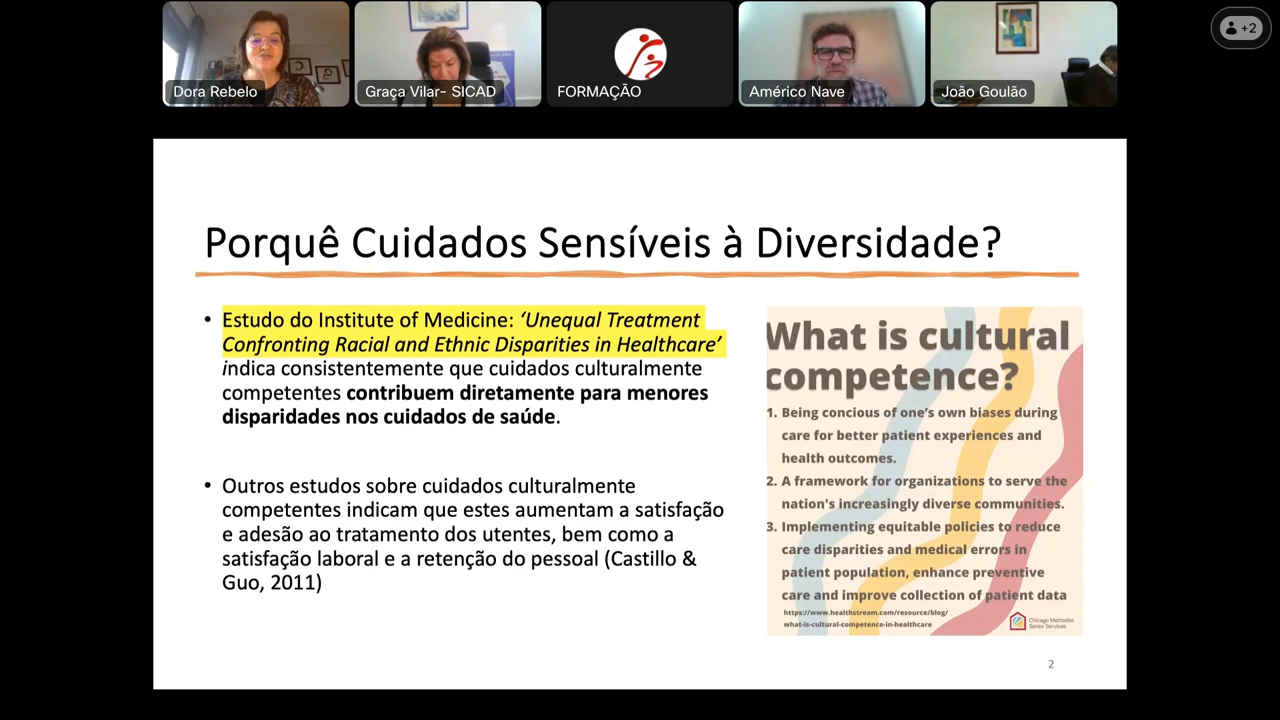 +2
Dora Rebelo
Graça Vilar- SICAD
FORMAÇÃO
Américo Nave
João Goulão
Porquê Cuidados Sensíveis à Diversidade?
• Estudo do Institute of Medicine: ‘Unequal Treatment
Confronting Racial and Ethnic Disparities in Healthcare’
indica consistentemente que cuidados culturalmente
competentes contribuem diretamente para menores
disparidades nos cuidados de saúde.
• Outros estudos sobre cuidados culturalmente
competentes indicam que estes aumentam a satisfação
e adesão ao tratamento dos utentes, bem como a
satisfação laboral e a retenção do pessoal (Castillo &
Guo, 2011)
What is cultural
competence?
1. Being concious of one’s own biases during
care for better patient experiences and
health outcomes.
2. A framework for organizations to serve the
nation's increasingly diverse communities.
3. Implementing equitable policies to reduce
care disparities and medical errors in
patient population, enhance preventive
care and improve collection of patient data
https://www.healthstream.com/resource/blog/
what-is-cultural-competence-in-healthcare
Chicago Methodist
Senior Services
2